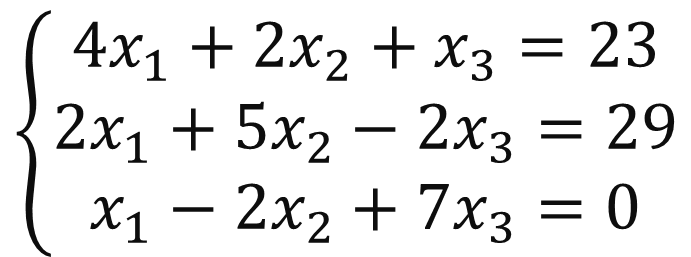 4x₁ + 2x₂ + x₃ = 23
2x₁ + 5x₂ − 2x₃ = 29
x₁ − 2x₂ + 7x₃ = 0